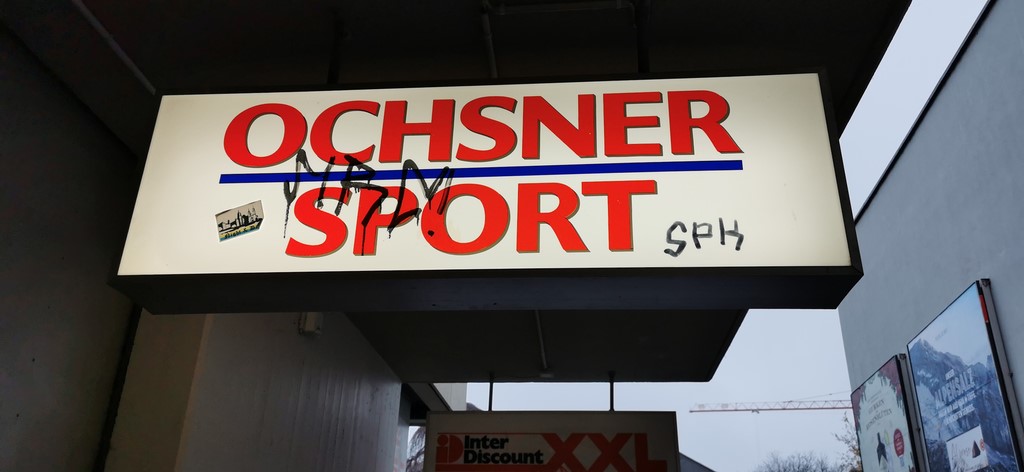 OCHSNER
SPORT
SPK
Inter
Discount
XXL